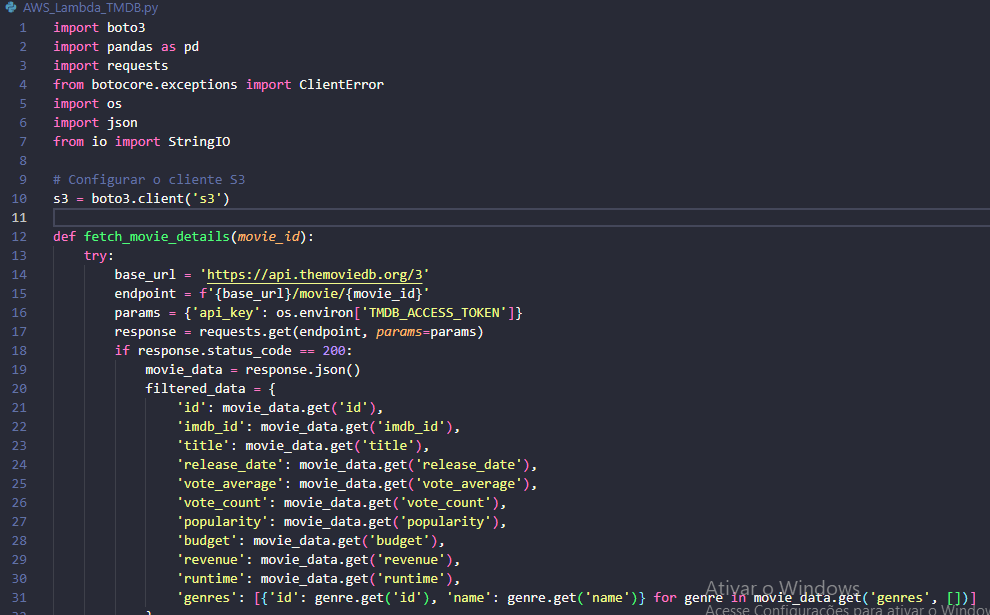 AWS_Lambda_TMDB.py
1 import boto3
2 import pandas as pd
3 import requests
4 from botocore.exceptions import ClientError
5 import os
6 import json
7 from io import StringIO
8
9 # Configurar o cliente S3
10 s3 = boto3.client('s3')
11
12 def fetch_movie_details(movie_id):
13     try:
14         base_url = 'https://api.themoviedb.org/3'
15         endpoint = f'{base_url}/movie/{movie_id}'
16         params = {'api_key': os.environ['TMDB_ACCESS_TOKEN']}
17         response = requests.get(endpoint, params=params)
18         if response.status_code == 200:
19             movie_data = response.json()
20             filtered_data = {
21                 'id': movie_data.get('id'),
22                 'imdb_id': movie_data.get('imdb_id'),
23                 'title': movie_data.get('title'),
24                 'release_date': movie_data.get('release_date'),
25                 'vote_average': movie_data.get('vote_average'),
26                 'vote_count': movie_data.get('vote_count'),
27                 'popularity': movie_data.get('popularity'),
28                 'budget': movie_data.get('budget'),
29                 'revenue': movie_data.get('revenue'),
30                 'runtime': movie_data.get('runtime'),
31                 'genres': [{'id': genre.get('id'), 'name': genre.get('name')} for genre in movie_data.get('genres', [])]
Ativar o Windows
Acesse Configurações para ativar o Windows